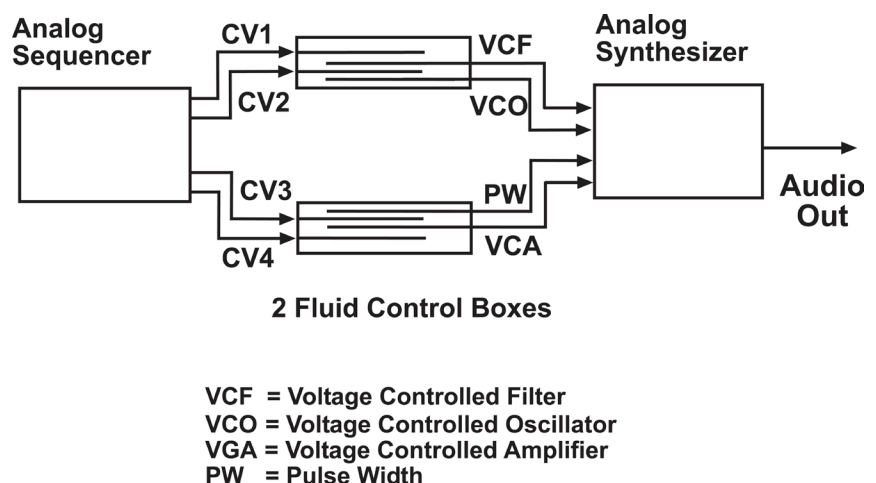 Analog
Sequencer
CV1
CV2
CV3
CV4
VCF
VCO
PW
VCA
Analog
Synthesizer
Audio
Out
2 Fluid Control Boxes
VCF = Voltage Controlled Filter
VCO = Voltage Controlled Oscillator
VGA = Voltage Controlled Amplifier
PW = Pulse Width